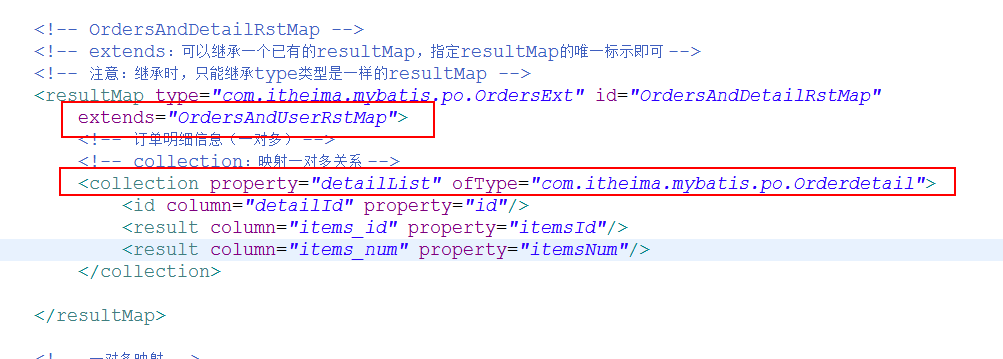 <!-- OrdersAndDetailRstMap -->
<!-- extends：可以继承一个已有的resultMap，指定resultMap的唯一标示即可 -->
<!-- 注意：继承时，只能继承type类型是一样的resultMap -->
<resultMap type="com.itheima.mybatis.po.OrdersExt" id="OrdersAndDetailRstMap"
extends="OrdersAndUserRstMap">
<!-- 订单明细信息（一对多） -->
<!-- collection：映射一对多关系 -->
<collection property="detailList" ofType="com.itheima.mybatis.po.Orderdetail">
<id column="detailId" property="id"/>
<result column="items_id" property="itemsId"/>
<result column="items_num" property="itemsNum"/>
</collection>
</resultMap>
<!-- 一对多映射 -->